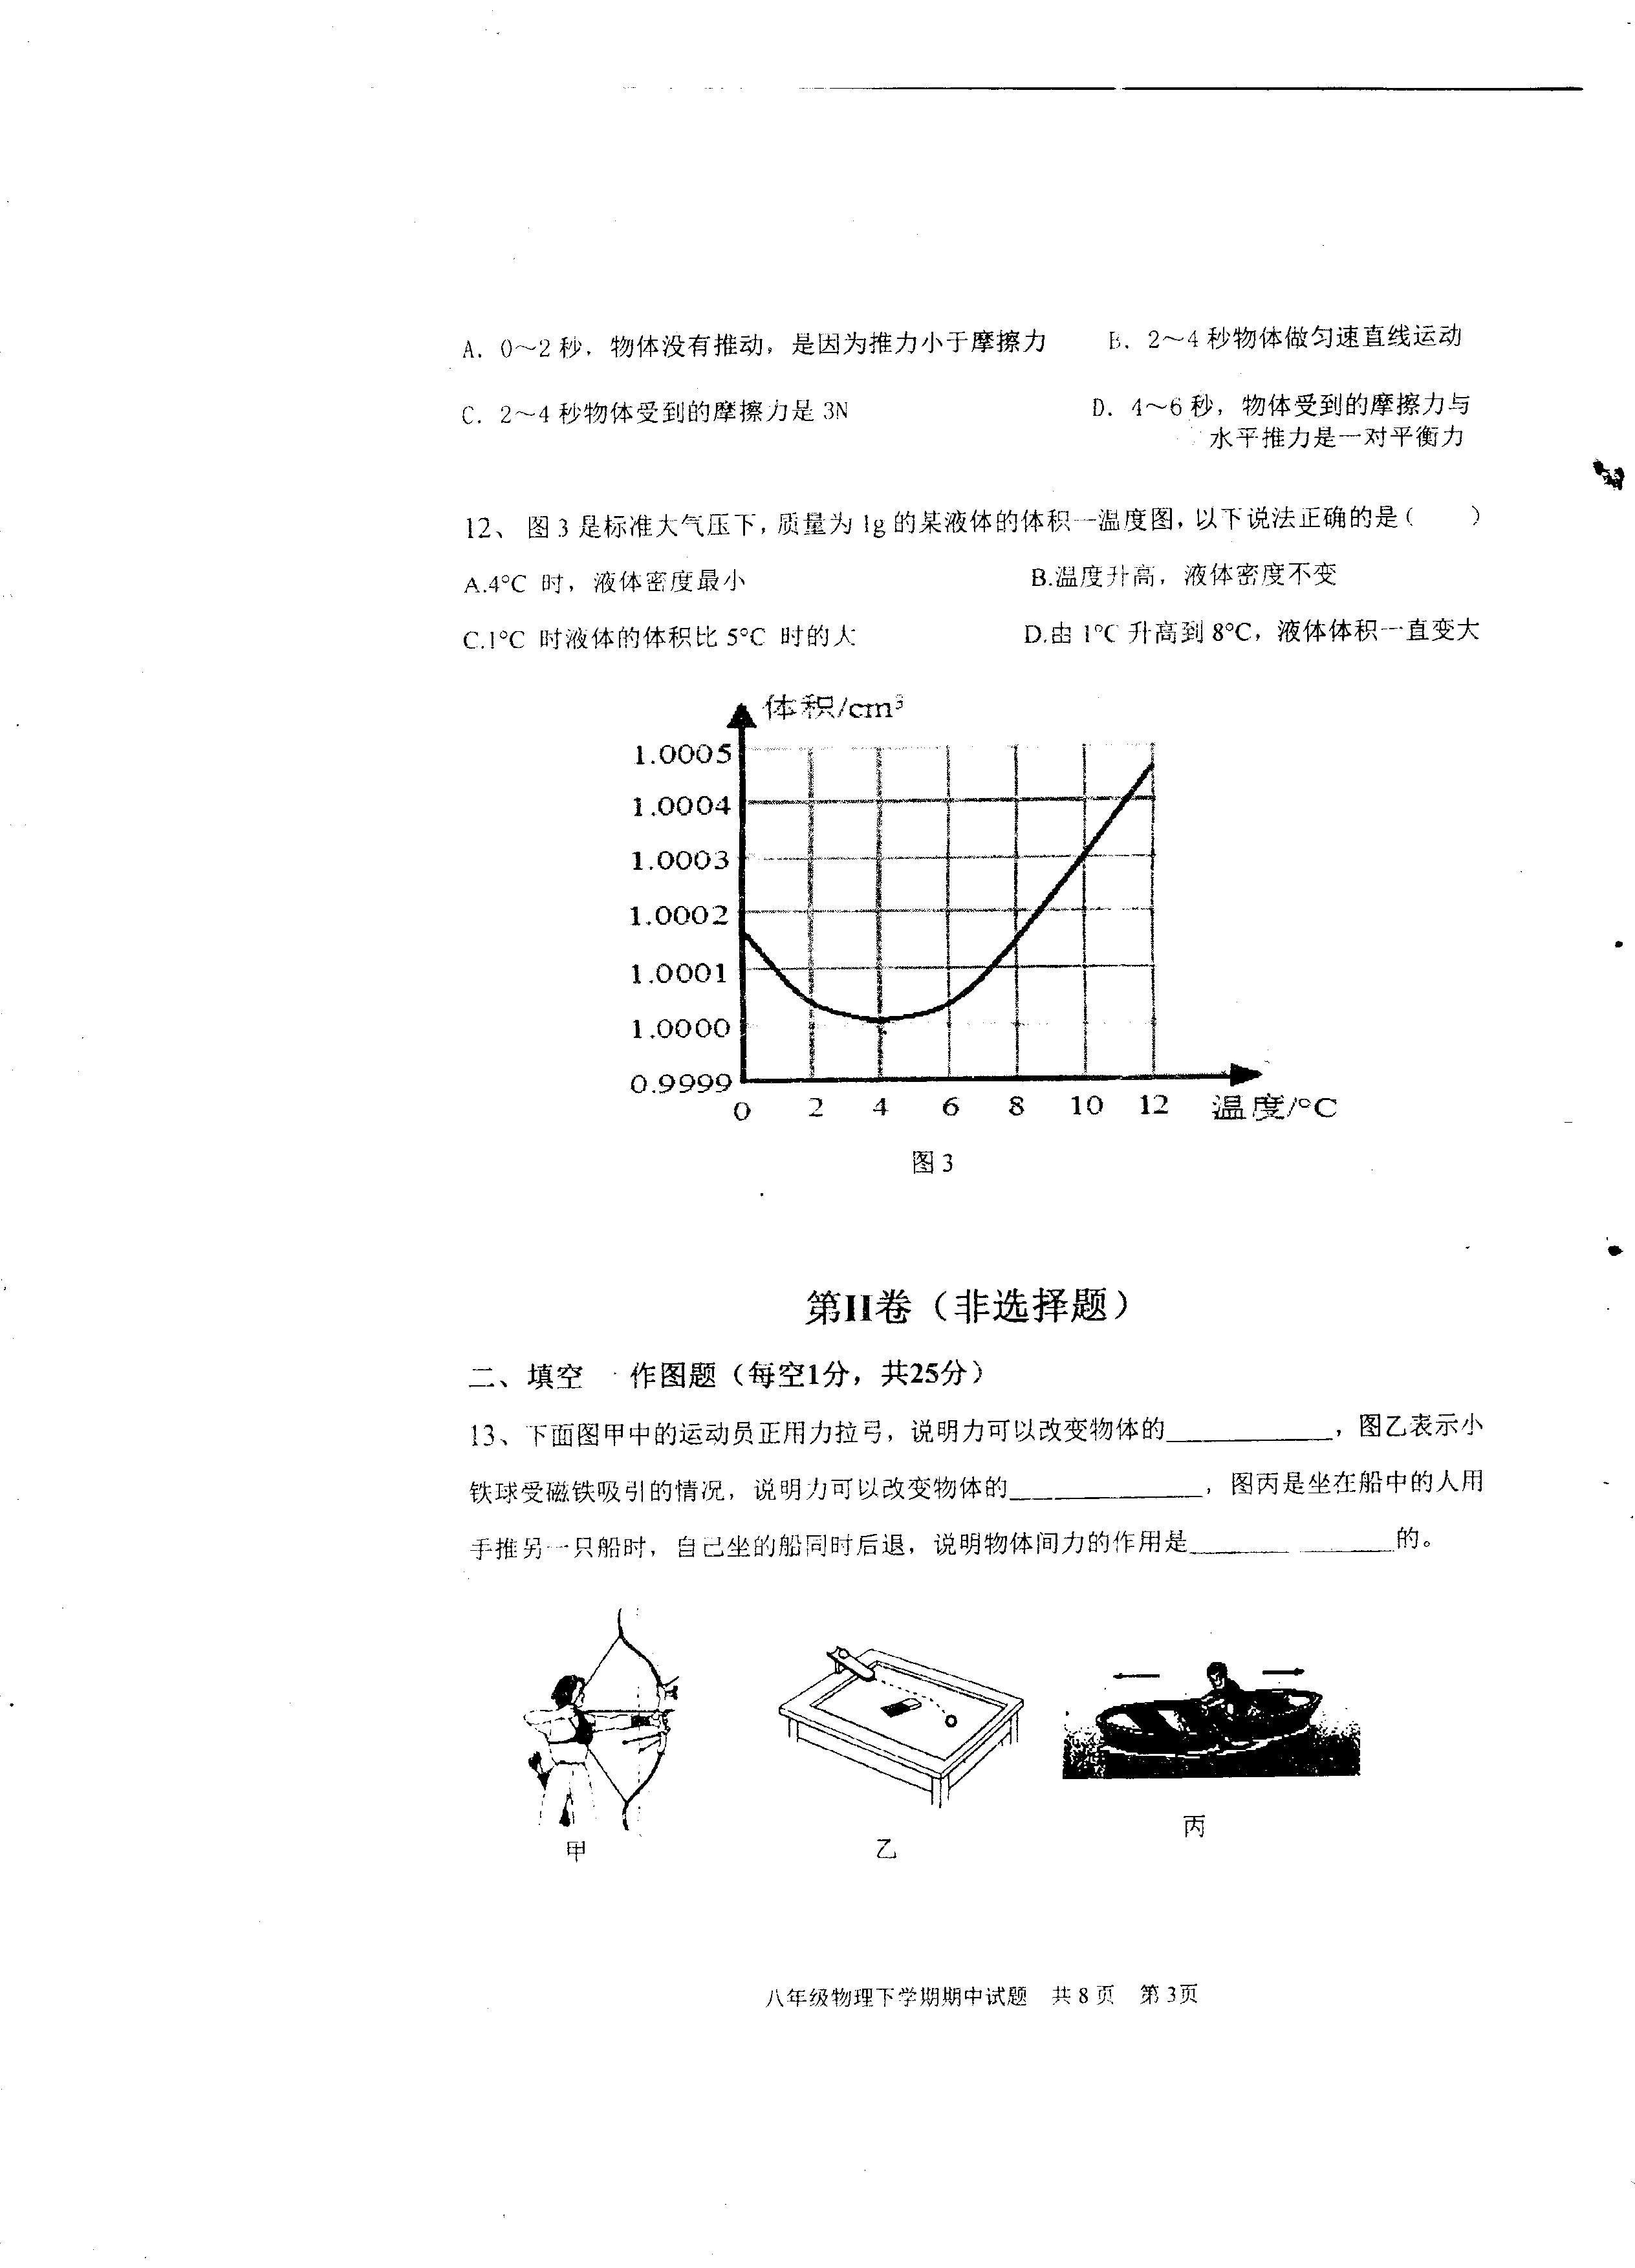 A. 0～2 秒，物体没有推动，是因为推力小于摩擦力 B. 2～4 秒物体做匀速直线运动
C. 2～4 秒物体受到的摩擦力是 3N D. 4～6 秒，物体受到的摩擦力与
水平推力是一对平衡力
12、 图 3 是标准大气压下，质量为 1g 的某液体的体积—温度图，以下说法正确的是（ ）
A.4°C 时，液体密度最小 B.温度升高，液体密度不变
C.1°C 时液体的体积比 5°C 时的大 D.由 1°C 升高到 8°C，液体体积一直变大
体积/cm³
1.0005
1.0004
1.0003
1.0002
1.0001
1.0000
0.9999
0 2 4 6 8 10 12 温度/°C
图 3
第II卷（非选择题）
二、填空 作图题（每空1分，共25分）
13、下面图甲中的运动员正用力拉弓，说明力可以改变物体的____________，图乙表示小
铁球受磁铁吸引的情况，说明力可以改变物体的______________，图丙是坐在船中的人用
手推另一只船时，自己坐的船同时后退，说明物体间力的作用是_______ _______的。
甲 乙 丙
八年级物理下学期期中试题 共 8 页 第 3页